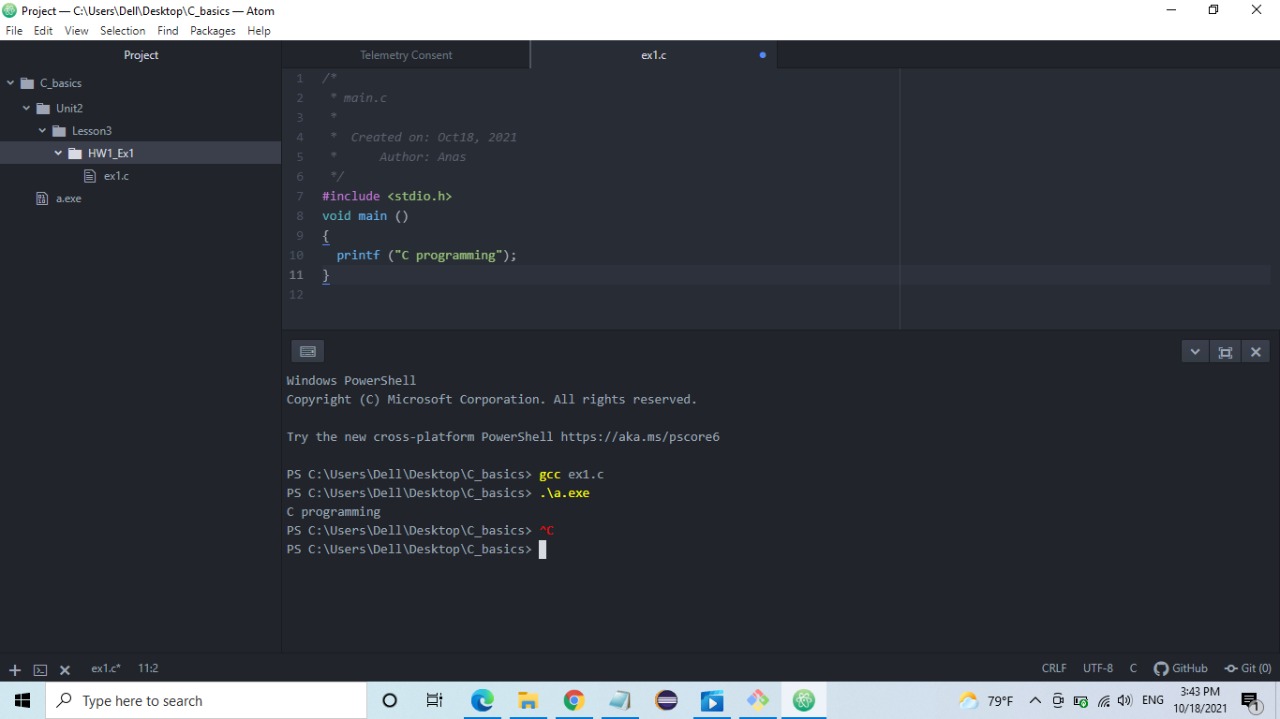 Project — C:\Users\Dell\Desktop\C_basics — Atom
File Edit View Selection Find Packages Help
Project
C_basics
Unit2
Lesson3
HW1_Ex1
ex1.c
a.exe
Telemetry Consent
ex1.c
1 /*
2 * main.c
3 *
4 * Created on: Oct18, 2021
5 * Author: Anas
6 */
7 #include <stdio.h>
8 void main ()
9 {
10 printf ("C programming");
11 }
12
Windows PowerShell
Copyright (C) Microsoft Corporation. All rights reserved.
Try the new cross-platform PowerShell https://aka.ms/pscore6
PS C:\Users\Dell\Desktop\C_basics> gcc ex1.c
PS C:\Users\Dell\Desktop\C_basics> .\a.exe
C programming
PS C:\Users\Dell\Desktop\C_basics> ^C
PS C:\Users\Dell\Desktop\C_basics>
ex1.c* 11:2 CRLF UTF-8 C GitHub Git (0)
Type here to search
79°F
ENG
3:43 PM
10/18/2021
1